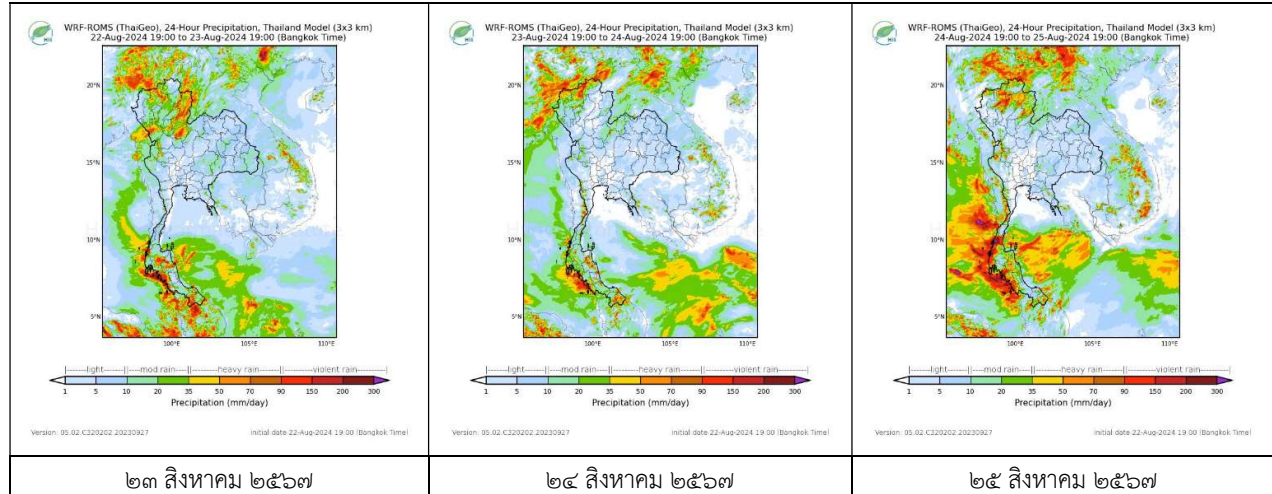 WRF-ROMS (ThaiGeo), 24-Hour Precipitation, Thailand Model (3x3 km)
22-Aug-2024 19:00 to 23-Aug-2024 19:00 (Bangkok Time)
20°N
15°N
10°N
5°N
100°E 105°E 110°E
|------light------||----mod rain----||------heavy rain------||------violent rain------|
1 5 10 20 35 50 70 90 150 200 300
Precipitation (mm/day)
Version: 05.02.C320202.20230927 initial date 22-Aug-2024 19:00 (Bangkok Time)
๒๓ สิงหาคม ๒๕๖๗
WRF-ROMS (ThaiGeo), 24-Hour Precipitation, Thailand Model (3x3 km)
23-Aug-2024 19:00 to 24-Aug-2024 19:00 (Bangkok Time)
20°N
15°N
10°N
5°N
100°E 105°E 110°E
|------light------||----mod rain----||------heavy rain------||------violent rain------|
1 5 10 20 35 50 70 90 150 200 300
Precipitation (mm/day)
Version: 05.02.C320202.20230927 initial date 22-Aug-2024 19:00 (Bangkok Time)
๒๔ สิงหาคม ๒๕๖๗
WRF-ROMS (ThaiGeo), 24-Hour Precipitation, Thailand Model (3x3 km)
24-Aug-2024 19:00 to 25-Aug-2024 19:00 (Bangkok Time)
20°N
15°N
10°N
5°N
100°E 105°E 110°E
|------light------||----mod rain----||------heavy rain------||------violent rain------|
1 5 10 20 35 50 70 90 150 200 300
Precipitation (mm/day)
Version: 05.02.C320202.20230927 initial date 22-Aug-2024 19:00 (Bangkok Time)
๒๕ สิงหาคม ๒๕๖๗